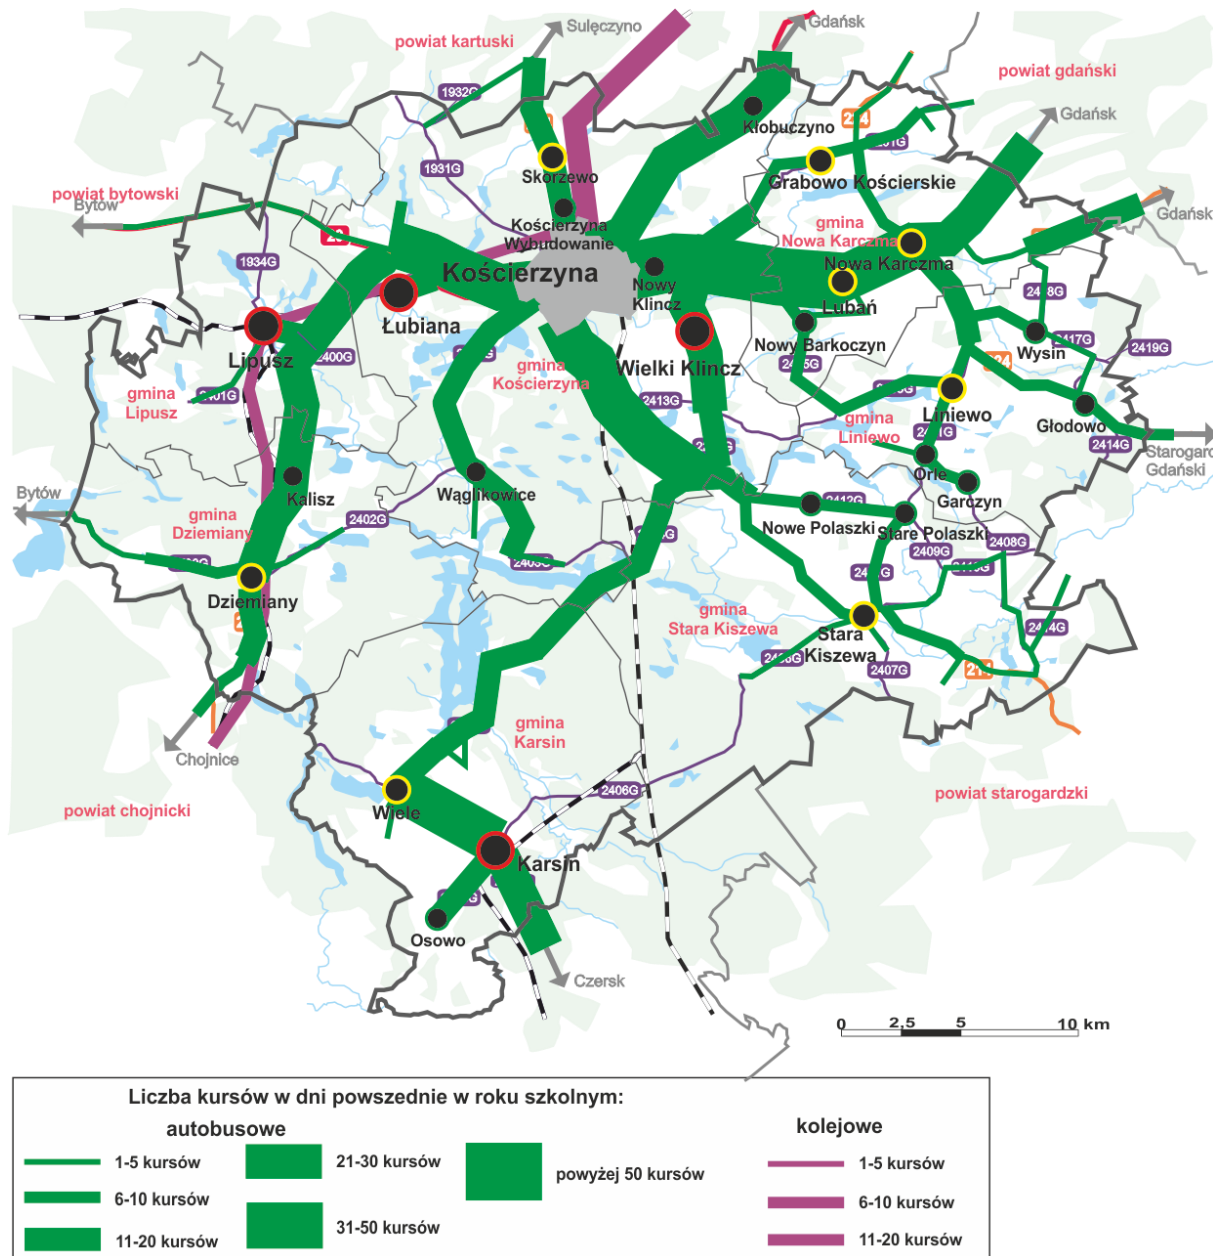 Gdańsk
Sulęczyno
powiat kartuski
powiat gdański
1932G
Gdańsk
Kłobuczyno
224
1931G
Skorzewo
Grabowo Kościerskie
powiat bytowski
Bytów
Kościerzyna
Wybudowanie
gmina
Nowa Karczma
Gdańsk
1934G
Kościerzyna
Nowy
Klincz
Nowa Karczma
Łubiana
Lubań
Lipusz
2400G
Nowy Barkoczyn
Wysin
2417G
2419G
Wielki Klincz
gmina
Kościerzyna
gmina
Lipusz
2401G
2413G
gmina
Liniewo
Liniewo
Głodowo
2414G
Starogard
Gdański
Orle
Garczyn
Kalisz
Wąglikowice
Bytów
gmina
Dziemiany
2402G
2412G
Nowe Polaszki
Stare Polaszki
2409G
2408G
2403G
Dziemiany
gmina
Stara Kiszewa
Stara
Kiszewa
2407G
gmina
Karsin
Chojnice
powiat chojnicki
Wiele
2406G
powiat starogardzki
Karsin
Osowo
Czersk
0
2,5
5
10 km
Liczba kursów w dni powszednie w roku szkolnym:
autobusowe
kolejowe
1-5 kursów
21-30 kursów
powyżej 50 kursów
1-5 kursów
6-10 kursów
31-50 kursów
6-10 kursów
11-20 kursów
11-20 kursów